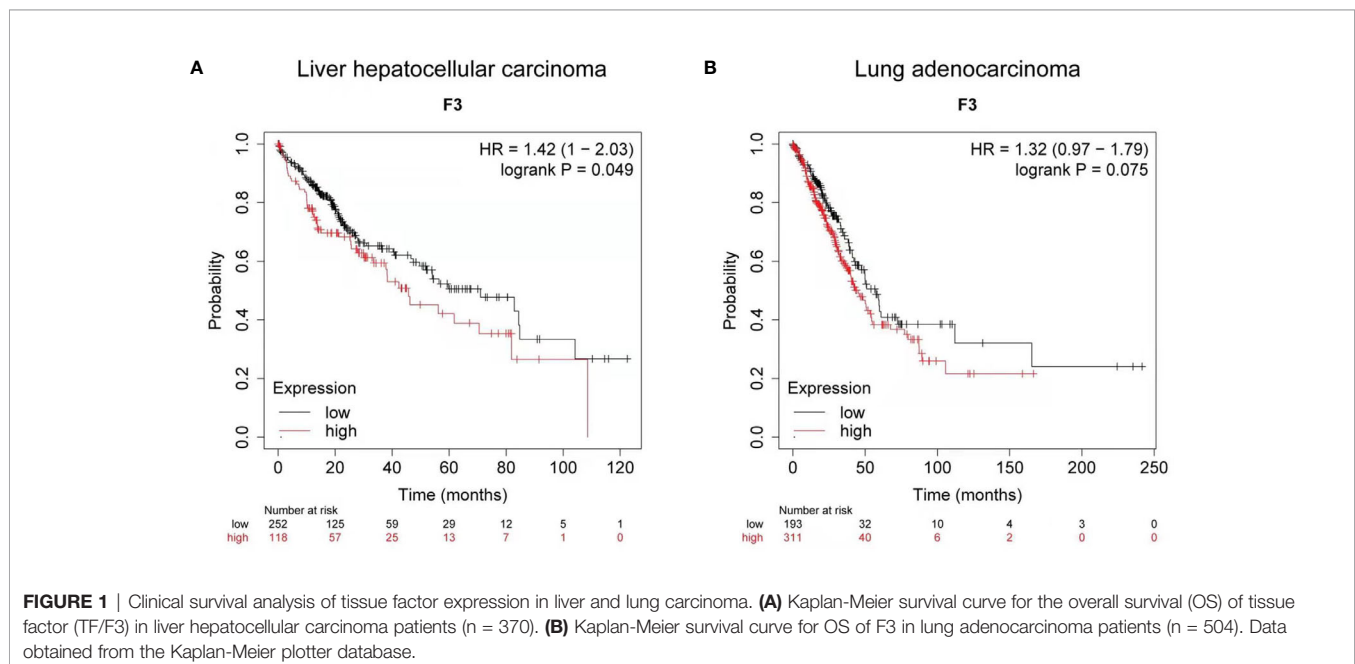 A
Liver hepatocellular carcinoma
F3
HR = 1.42 (1 − 2.03)
logrank P = 0.049
Probability
1.0
0.8
0.6
0.4
0.2
0.0
Expression
low
high
0 20 40 60 80 100 120
Time (months)
Number at risk
low 252 125 59 29 12 5 1
high 118 57 25 13 7 1 0
B
Lung adenocarcinoma
F3
HR = 1.32 (0.97 − 1.79)
logrank P = 0.075
Probability
1.0
0.8
0.6
0.4
0.2
0.0
Expression
low
high
0 50 100 150 200 250
Time (months)
Number at risk
low 193 32 10 4 3 0
high 311 40 6 2 0 0
FIGURE 1 | Clinical survival analysis of tissue factor expression in liver and lung carcinoma. (A) Kaplan-Meier survival curve for the overall survival (OS) of tissue
factor (TF/F3) in liver hepatocellular carcinoma patients (n = 370). (B) Kaplan-Meier survival curve for OS of F3 in lung adenocarcinoma patients (n = 504). Data
obtained from the Kaplan-Meier plotter database.